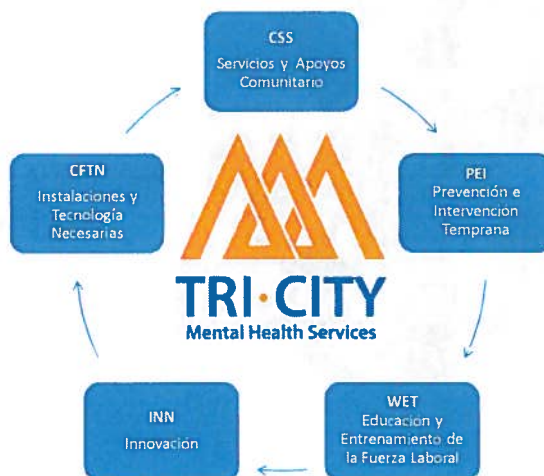 CSS
Servicios y Apoyos
Comunitario
CFTN
Instalaciones y
Tecnología
Necesarias
PEI
Prevención e
Intervención
Temprana
TRI·CITY
Mental Health Services
INN
Innovación
WET
Educación y
Entrenamiento de
la Fuerza Laboral